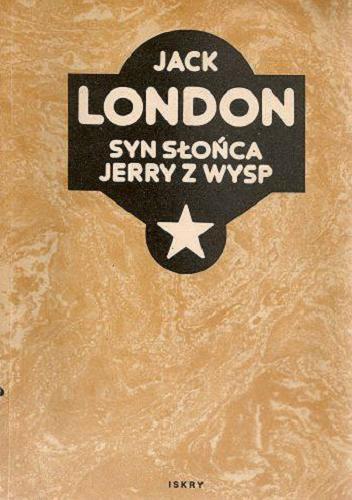 JACK
LONDON
SYN SŁOŃCA
JERRY Z WYSP
ISKRY